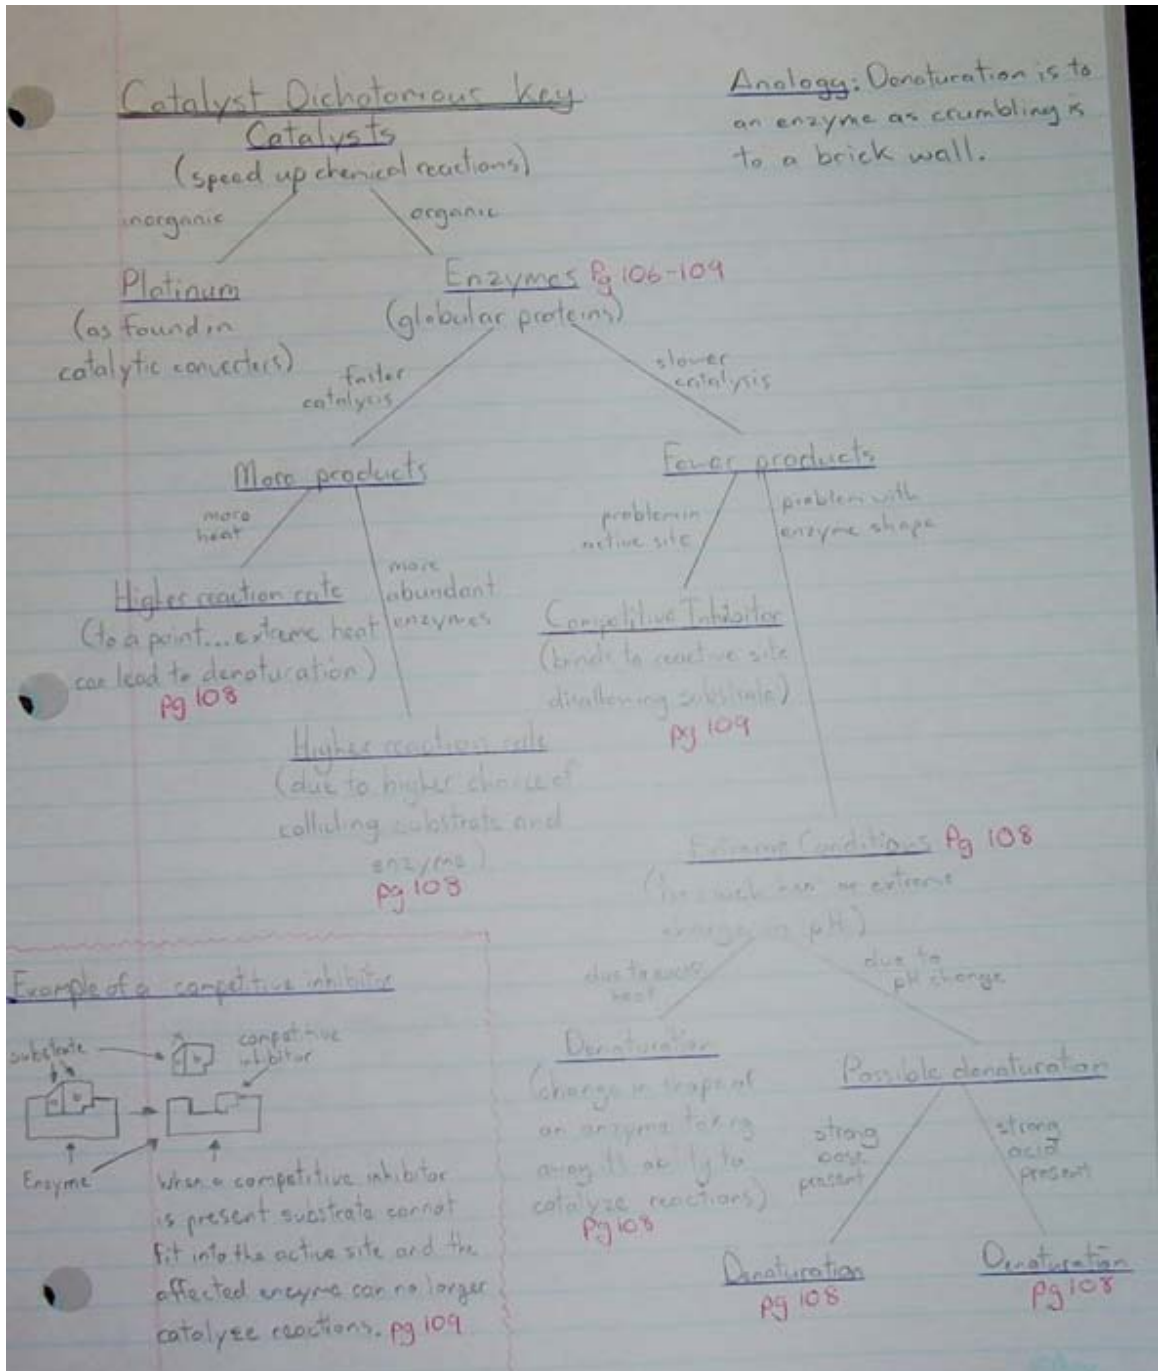 Catalyst Dichotomous Key
Analogy: Denaturation is to
an enzyme as crumbling is
to a brick wall.
Catalysts
(speed up chemical reactions)
inorganic
organic
Platinum
(as found in
catalytic converters)
Enzymes Pg 106-109
(globular proteins)
faster
catalysis
slower
catalysis
More products
Fewer products
more
heat
more
abundant
enzymes
problem in
active site
problem with
enzyme shape
Higher reaction rate
(to a point... extreme heat
can lead to denaturation)
pg 108
Competitive Inhibitor
(binds to reactive site
disallowing substrate)
pg 109
Higher reaction rate
(due to higher chance of
colliding substrate and
enzyme)
pg 108
Extreme Conditions Pg 108
extreme
change in pH)
due to
heat
due to
pH change
Denaturation
(change in shape of
an enzyme taking
away its ability to
catalyze reactions)
pg 108
Possible denaturation
strong
base
present
strong
acid
present
Denaturation
pg 108
Denaturation
pg 108
Example of a competitive inhibitor
substrate
competitive
inhibitor
Enzyme
When a competitive inhibitor
is present substrate cannot
fit into the active site and the
affected enzyme can no longer
catalyze reactions. pg 109